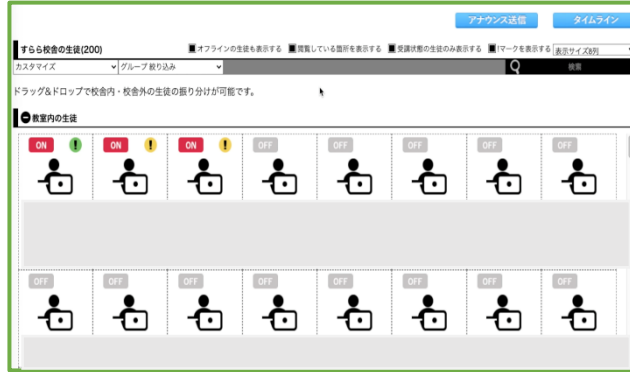 アナウンス送信 タイムライン
すらら校舎の生徒(200) オフラインの生徒も表示する 閲覧している箇所を表示する 受講状態の生徒のみ表示する !マークを表示する 表示サイズ8列
カスタマイズ グループ絞り込み 検索
ドラッグ&ドロップで校舎内・校舎外の生徒の振り分けが可能です。
教室内の生徒
ON ! ON ! ON ! OFF OFF OFF OFF OFF
OFF OFF OFF OFF OFF OFF OFF OFF